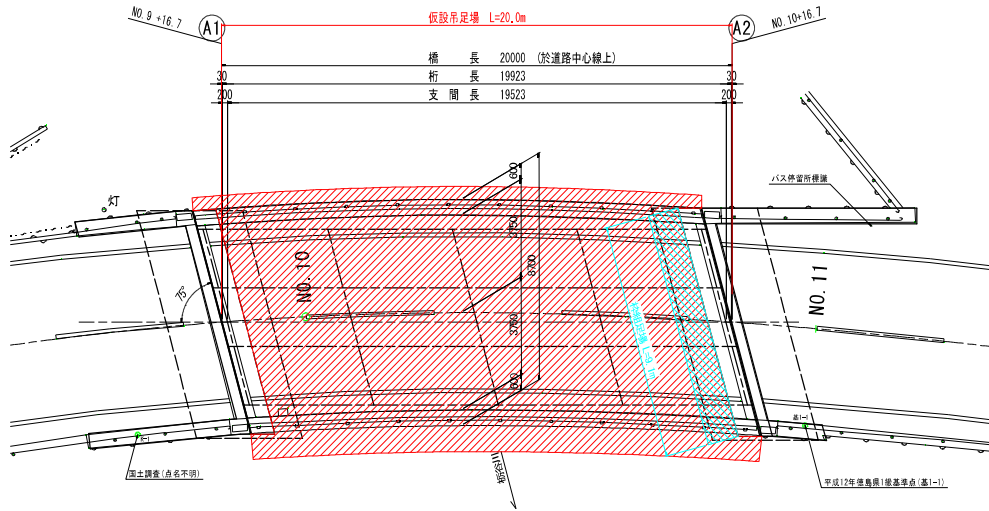 NO.9 +16.7
A1
仮設吊足場 L=20.0m
A2
NO.10+16.7
橋 長 20000 (於道路中心線上)
30
桁 長 19923
30
200
支 間 長 19523
200
バス停留所標識
灯
600
3750
8700
3750
600
75°
NO.10
NO.11
国土調査(点名不明)
基1-1
平成12年徳島県1級基準点(基1-1)